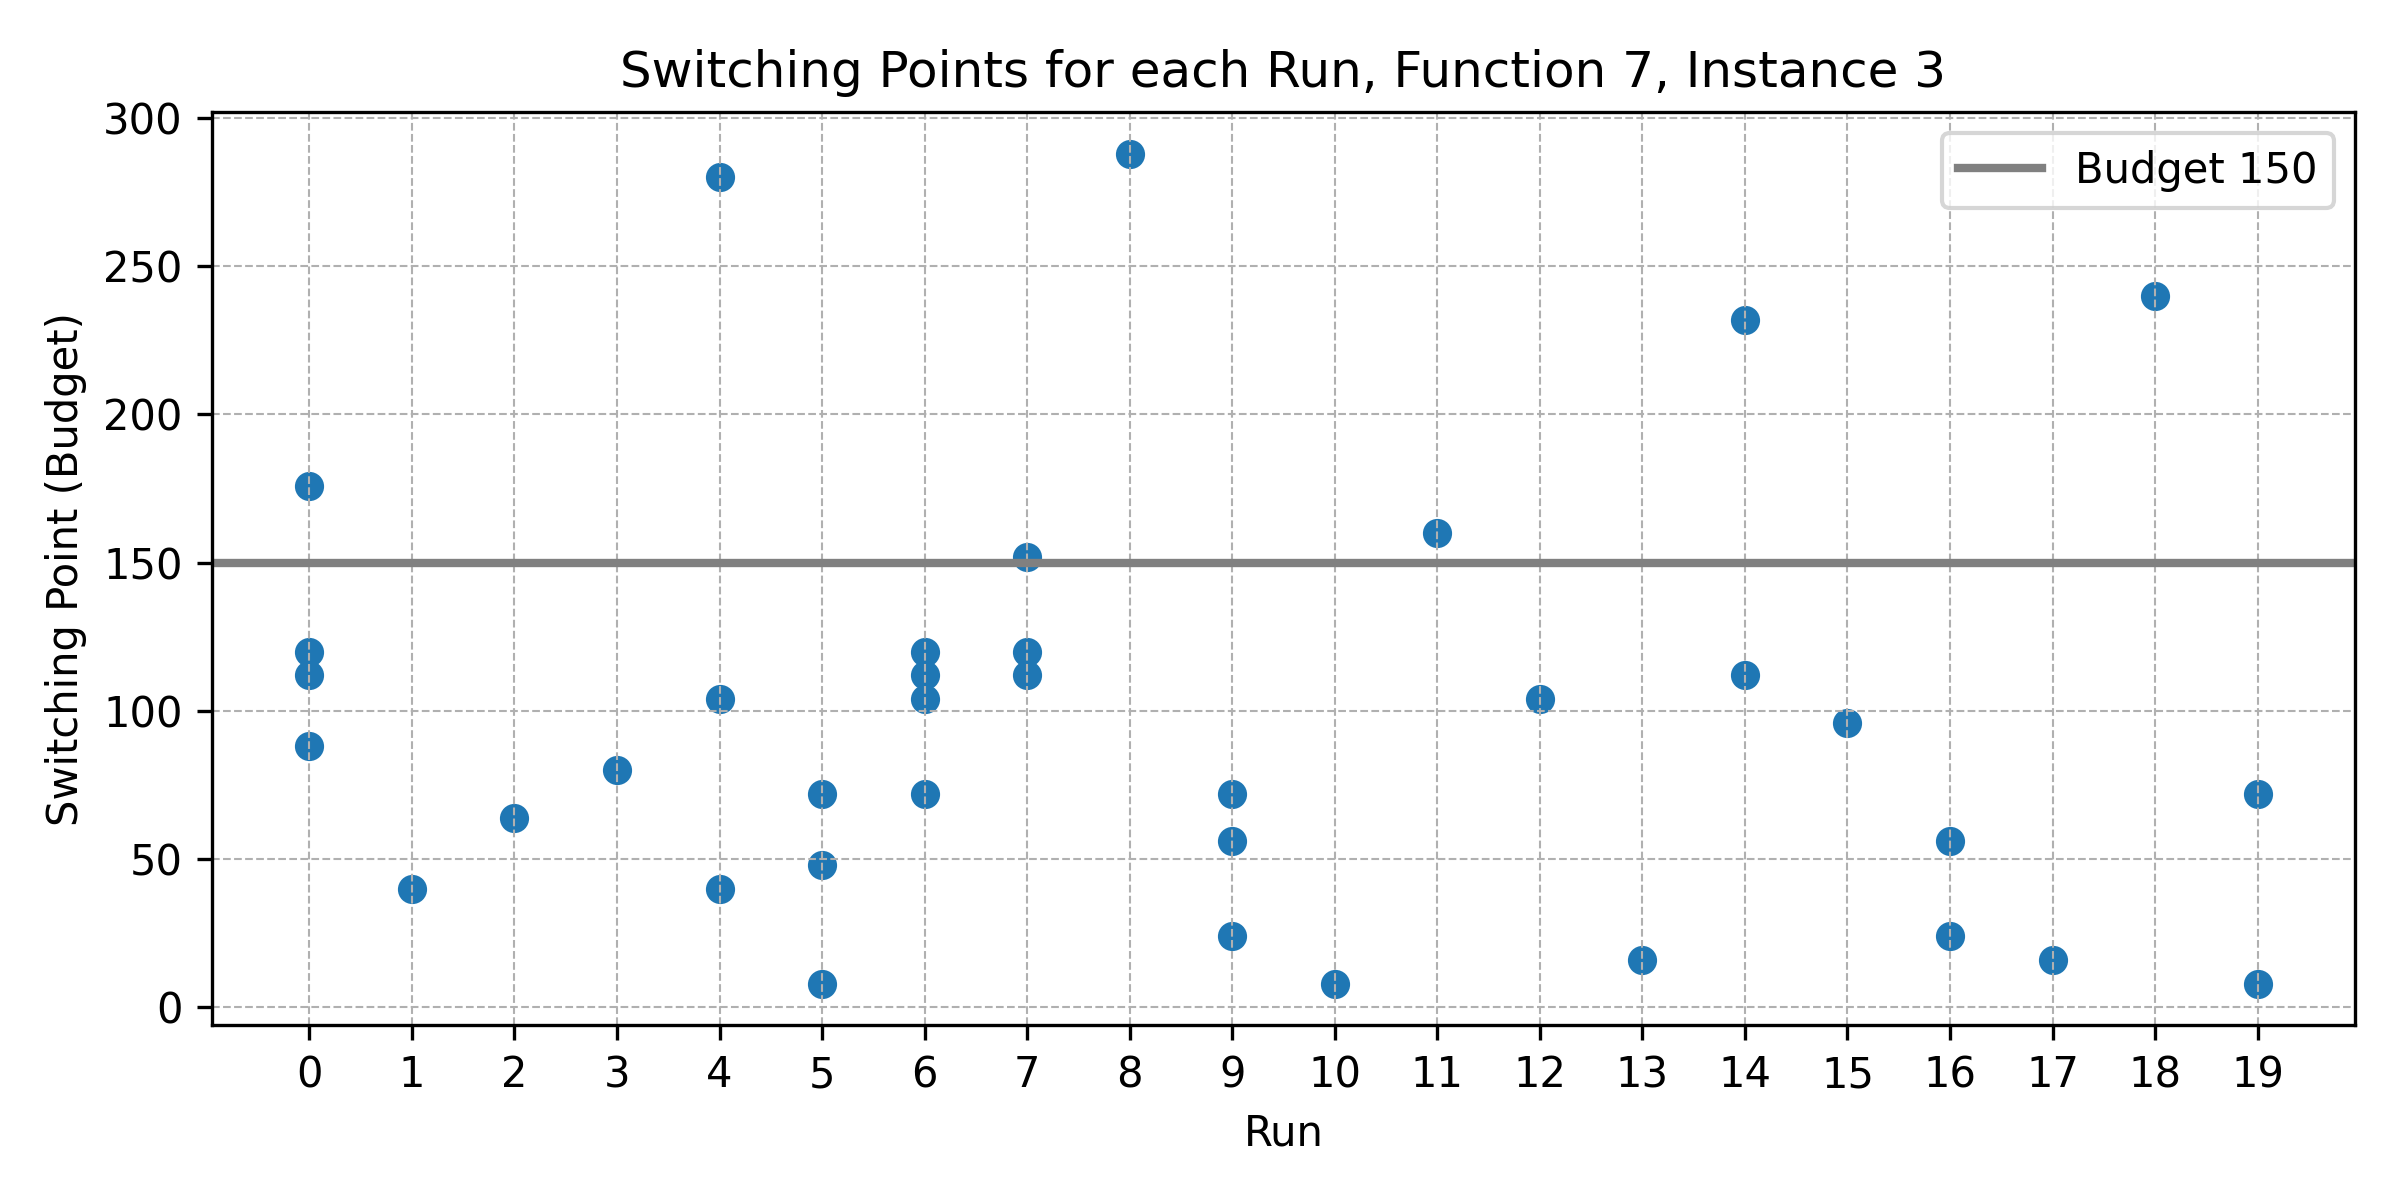 Switching Points for each Run, Function 7, Instance 3
300
250
200
150
100
50
0
Switching Point (Budget)
Budget 150
0 1 2 3 4 5 6 7 8 9 10 11 12 13 14 15 16 17 18 19
Run